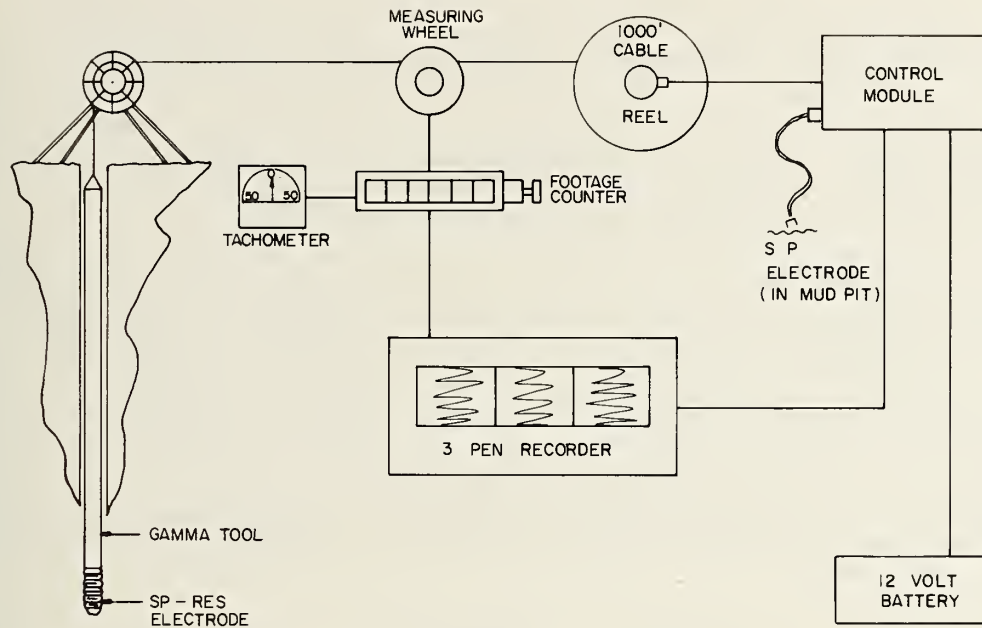 MEASURING
WHEEL
1000'
CABLE
REEL
CONTROL
MODULE
0
50 50
TACHOMETER
FOOTAGE
COUNTER
S P
ELECTRODE
(IN MUD PIT)
3 PEN RECORDER
GAMMA TOOL
SP-RES
ELECTRODE
12 VOLT
BATTERY